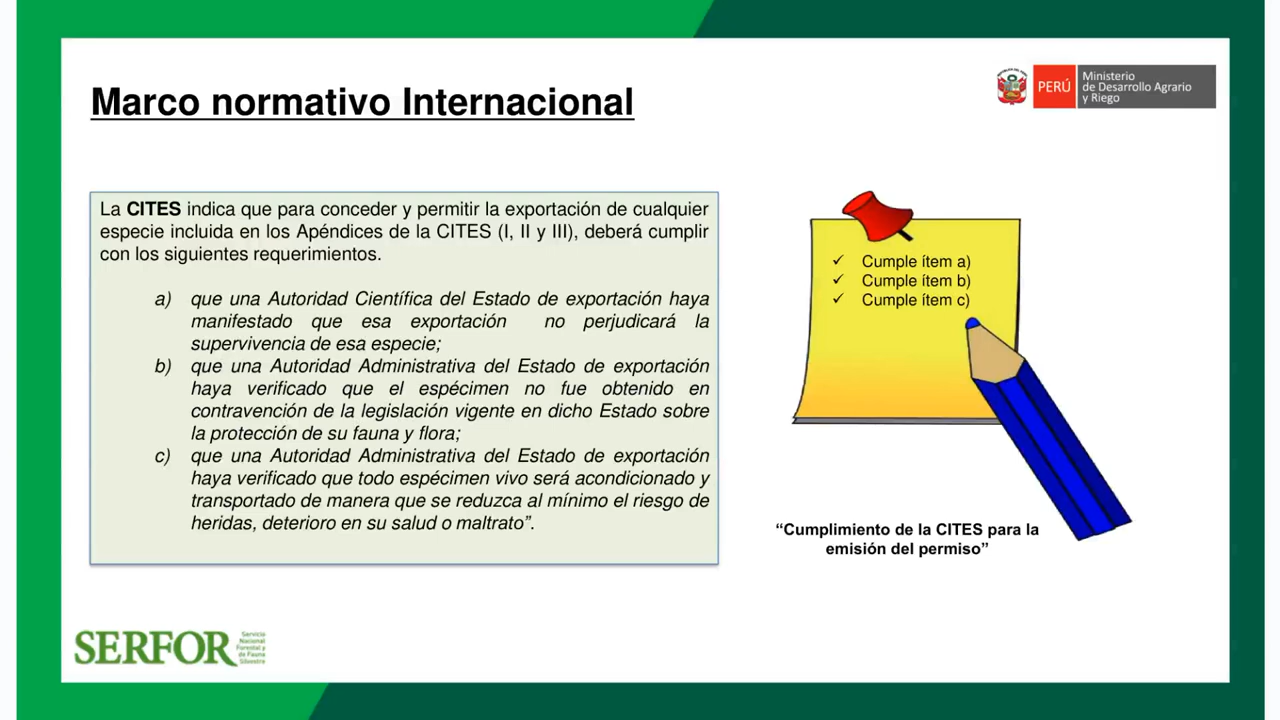 Marco normativo Internacional
PERÚ
Ministerio
de Desarrollo Agrario
y Riego
La CITES indica que para conceder y permitir la exportación de cualquier
especie incluida en los Apéndices de la CITES (I, II y III), deberá cumplir
con los siguientes requerimientos.
a) que una Autoridad Científica del Estado de exportación haya
manifestado que esa exportación no perjudicará la
supervivencia de esa especie;
b) que una Autoridad Administrativa del Estado de exportación
haya verificado que el espécimen no fue obtenido en
contravención de la legislación vigente en dicho Estado sobre
la protección de su fauna y flora;
c) que una Autoridad Administrativa del Estado de exportación
haya verificado que todo espécimen vivo será acondicionado y
transportado de manera que se reduzca al mínimo el riesgo de
heridas, deterioro en su salud o maltrato”.
✓ Cumple ítem a)
✓ Cumple ítem b)
✓ Cumple ítem c)
“Cumplimiento de la CITES para la
emisión del permiso”
SERFOR
Servicio
Nacional
Forestal y
de Fauna
Silvestre